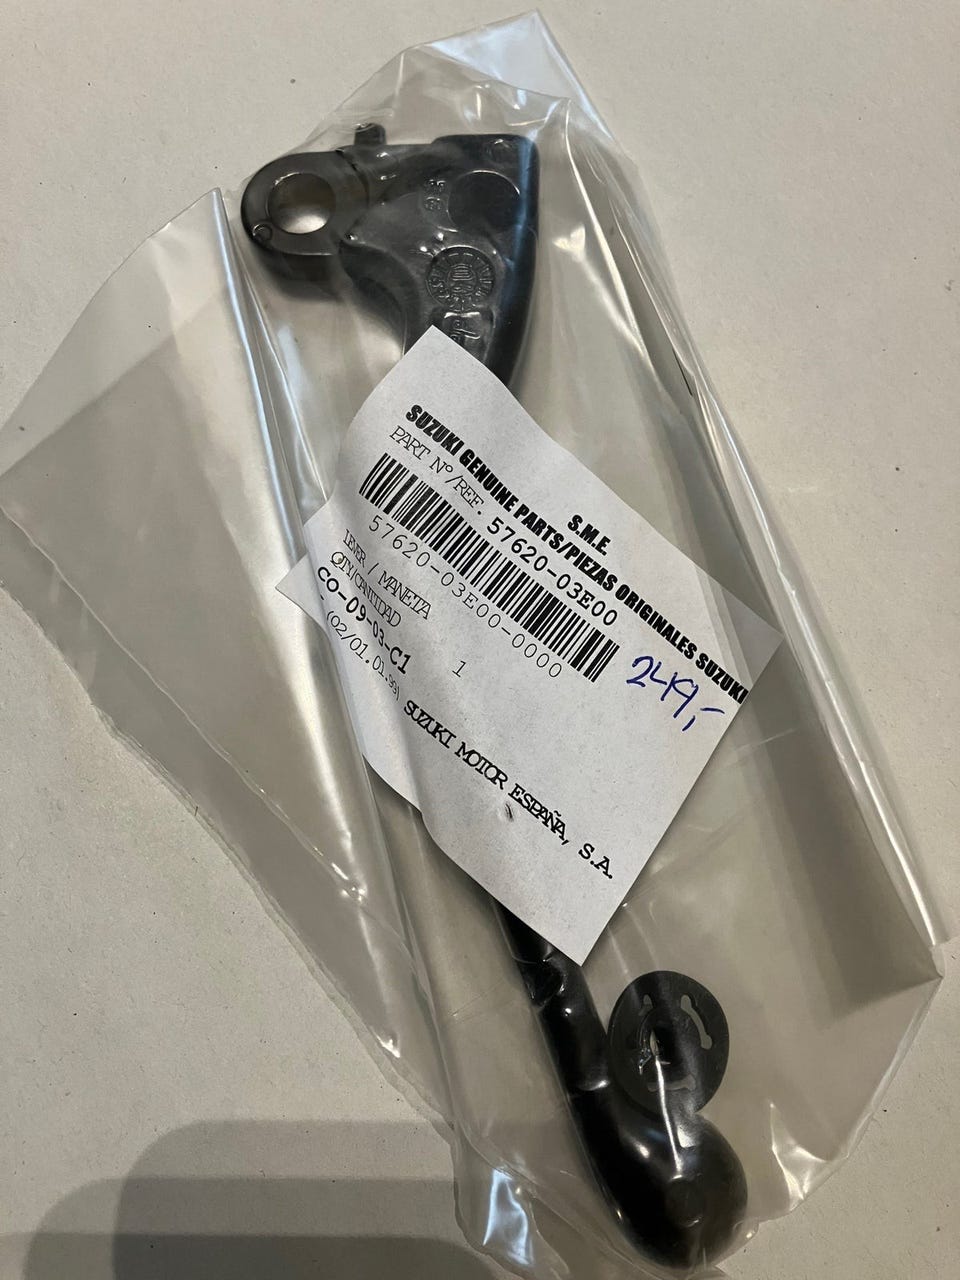 S.M.E.
SUZUKI GENUINE PARTS/PIEZAS ORIGINALES SUZUKI
PART Nº/REF. 57620-03E00
57620-03E00-0000
LEVER / MANETA
QTY/CANTIDAD 1
CO-09-03-C1
- (02/01.01.99) SUZUKI MOTOR ESPAÑA, S.A.
249,-